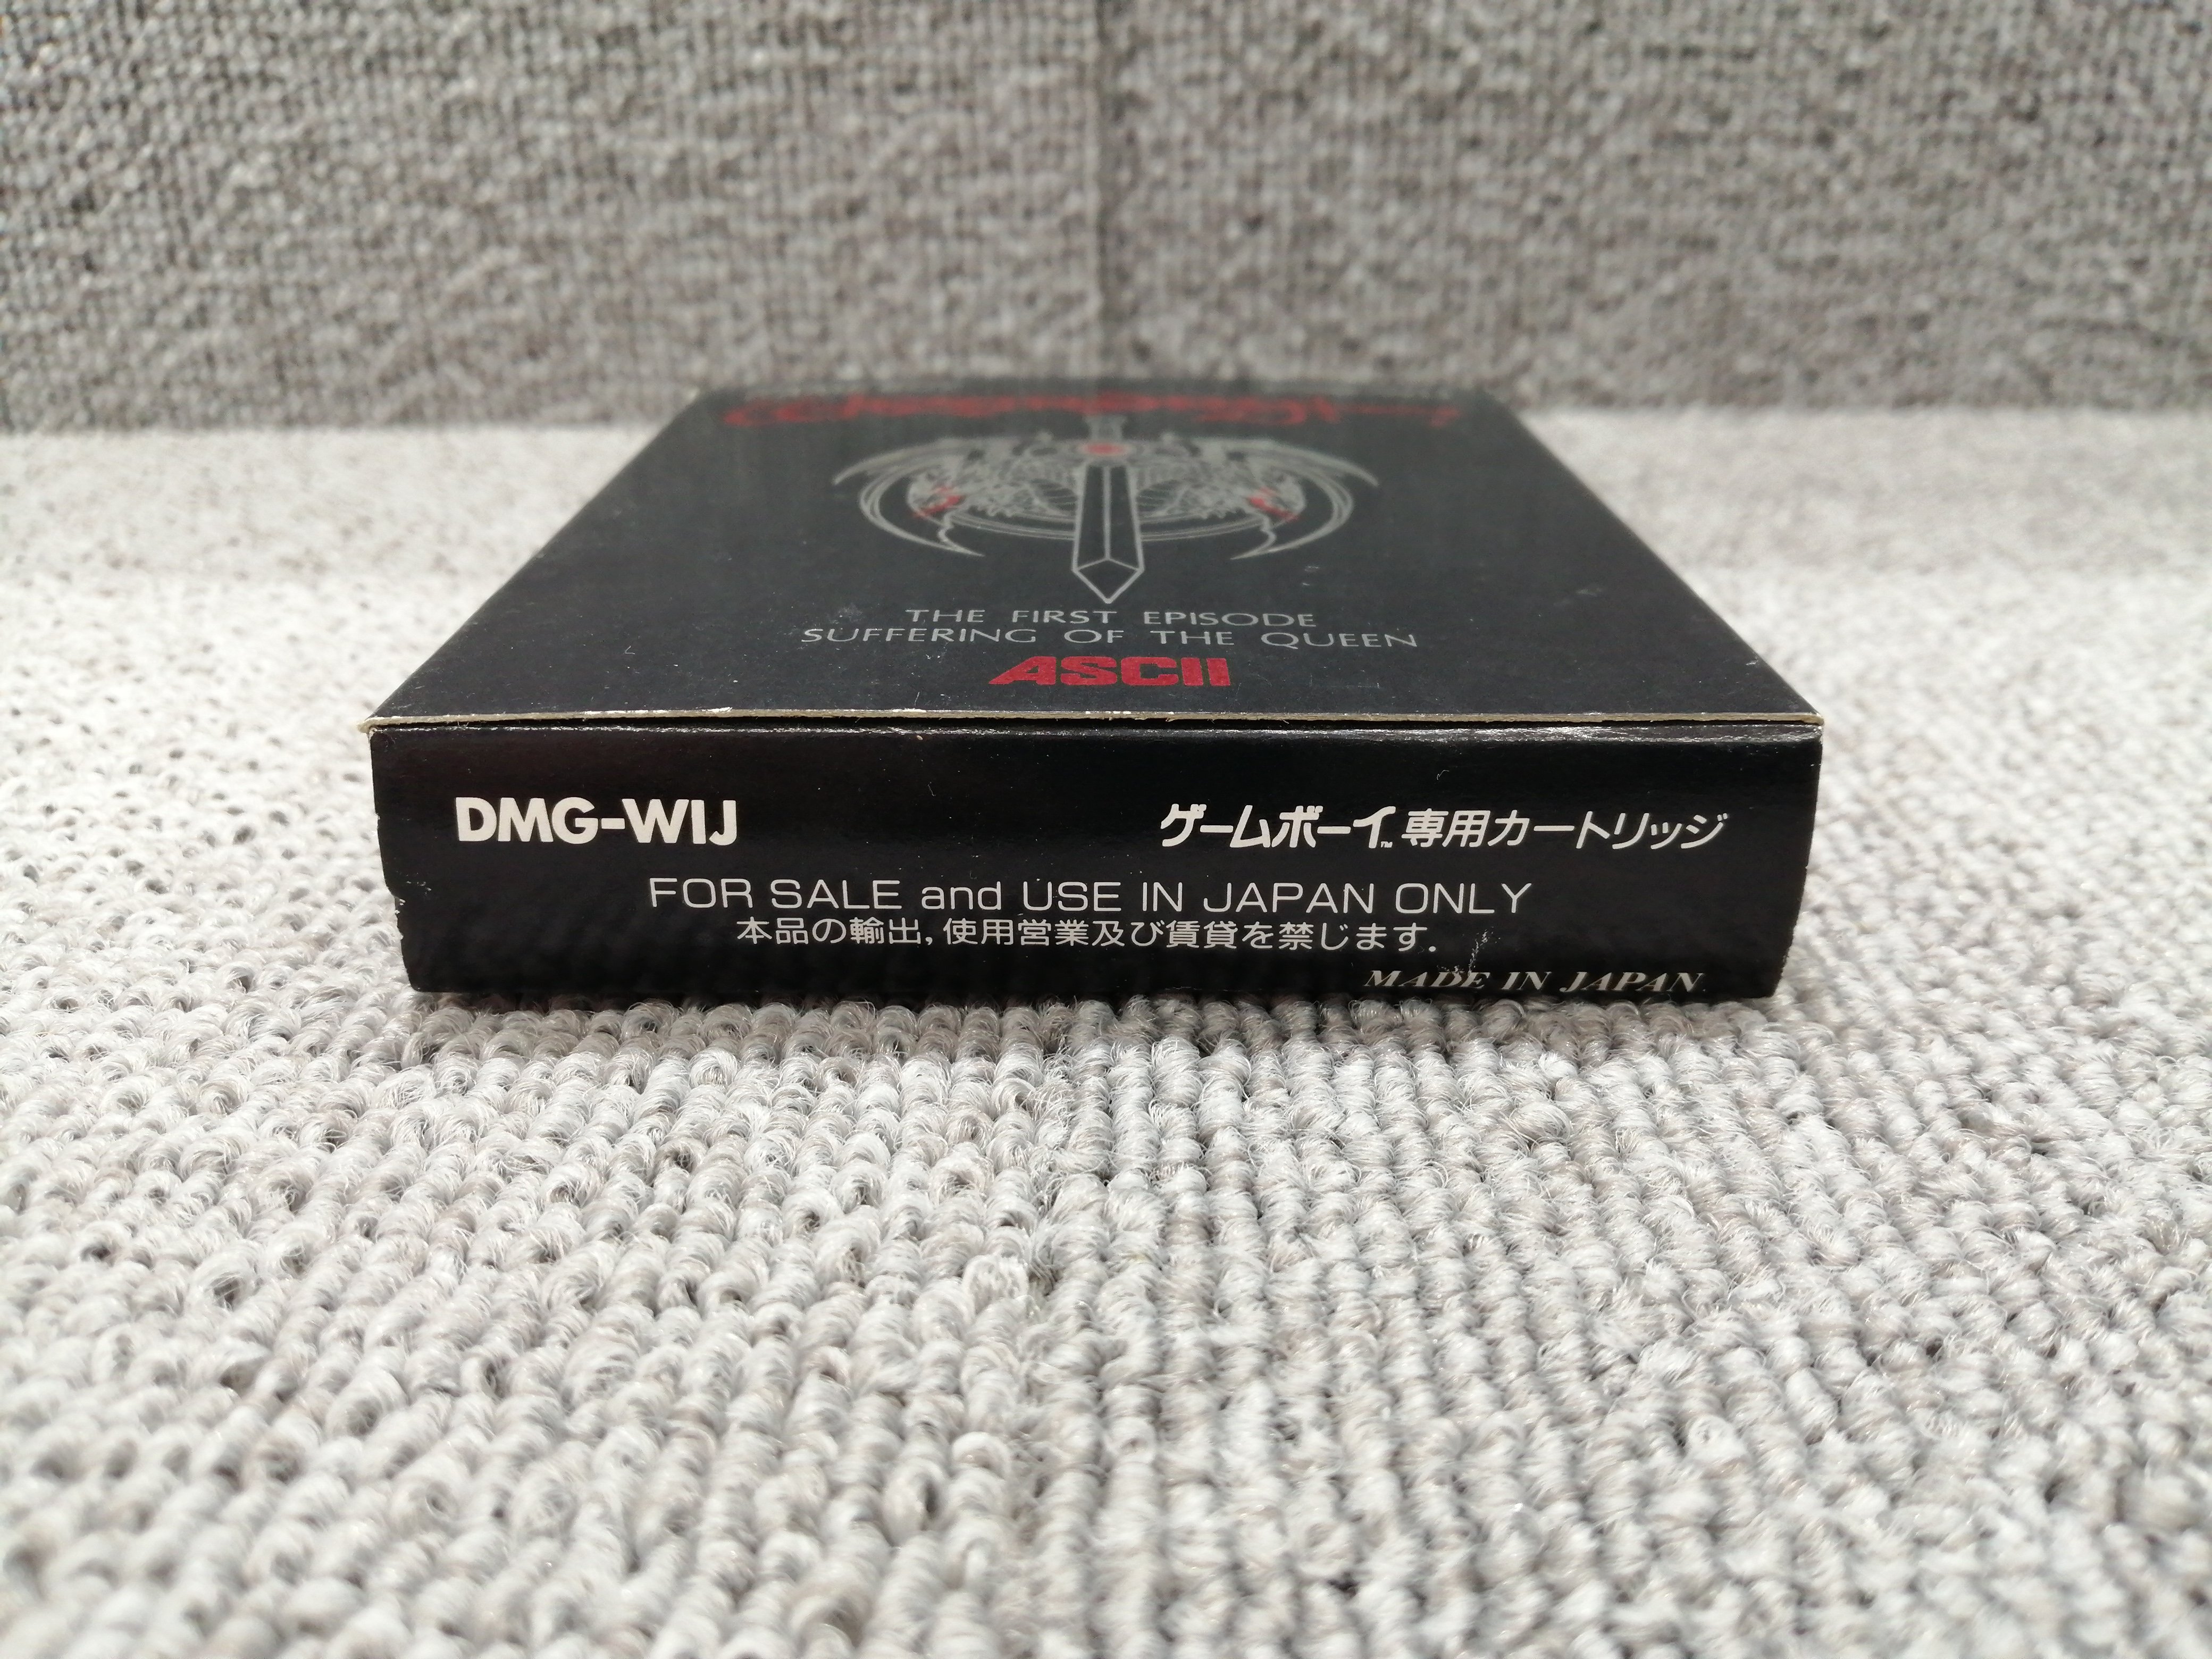 THE FIRST EPISODE
SUFFERING OF THE QUEEN
ASCII
DMG-WIJ
ゲームボーイ™専用カートリッジ
FOR SALE and USE IN JAPAN ONLY
本品の輸出,使用営業及び賃貸を禁じます.
MADE IN JAPAN